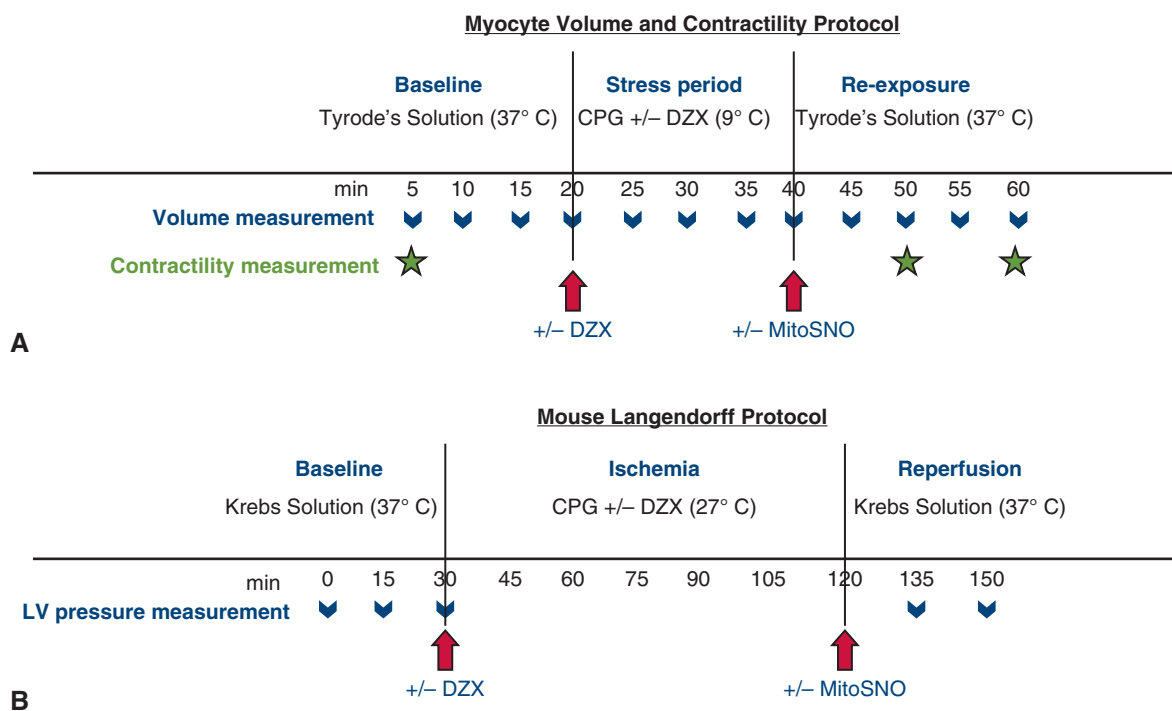 Myocyte Volume and Contractility Protocol
Baseline Stress period Re-exposure
Tyrode's Solution (37° C) CPG +/– DZX (9° C) Tyrode's Solution (37° C)
min 5 10 15 20 25 30 35 40 45 50 55 60
Volume measurement
Contractility measurement
+/– DZX +/– MitoSNO
A
Mouse Langendorff Protocol
Baseline Ischemia Reperfusion
Krebs Solution (37° C) CPG +/– DZX (27° C) Krebs Solution (37° C)
min 0 15 30 45 60 75 90 105 120 135 150
LV pressure measurement
+/– DZX +/– MitoSNO
B